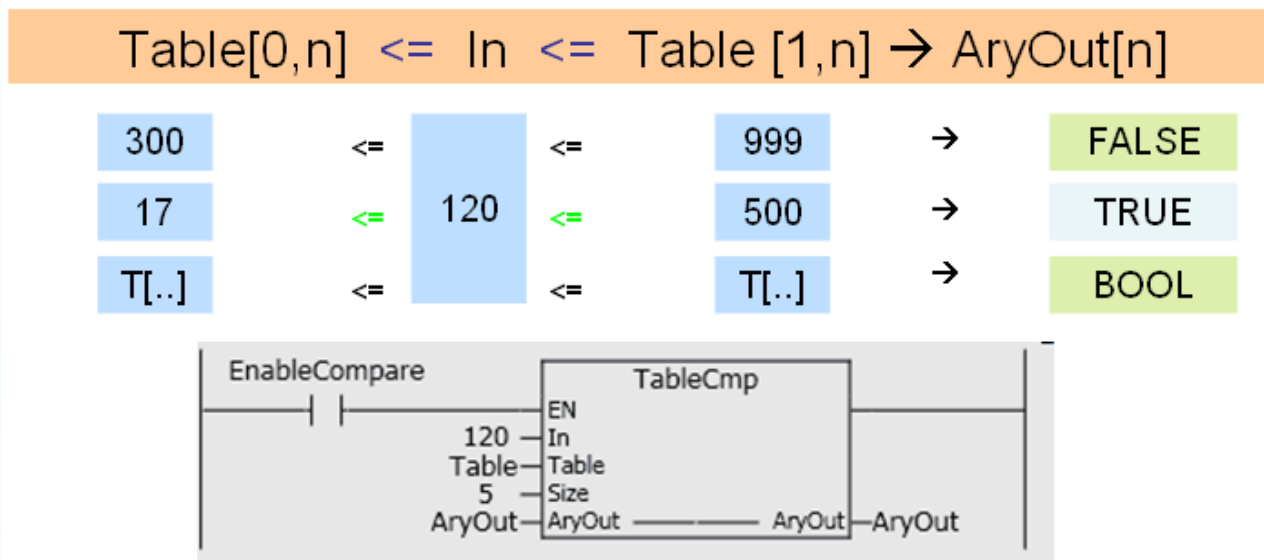 Table[0,n] <= In <= Table [1,n] → AryOut[n]
300 <= <= 999 → FALSE
17 <= 120 <= 500 → TRUE
T[..] <= <= T[..] → BOOL
EnableCompare
TableCmp
EN
120 In
Table Table
5 Size
AryOut AryOut AryOut AryOut